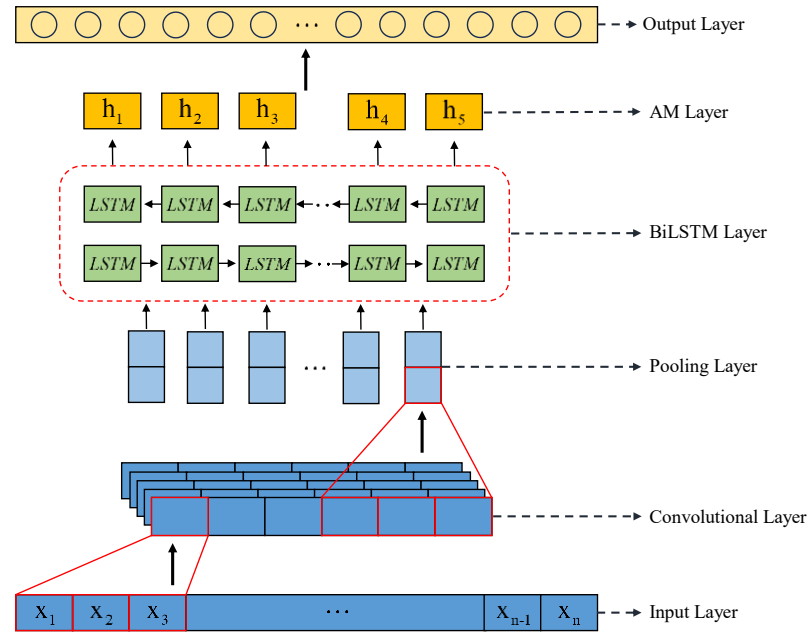 ... Output Layer
h1 h2 h3 h4 h5 AM Layer
LSTM LSTM LSTM ... LSTM LSTM
BiLSTM Layer
LSTM LSTM LSTM ... LSTM LSTM
... Pooling Layer
Convolutional Layer
x1 x2 x3 ... xn-1 xn Input Layer